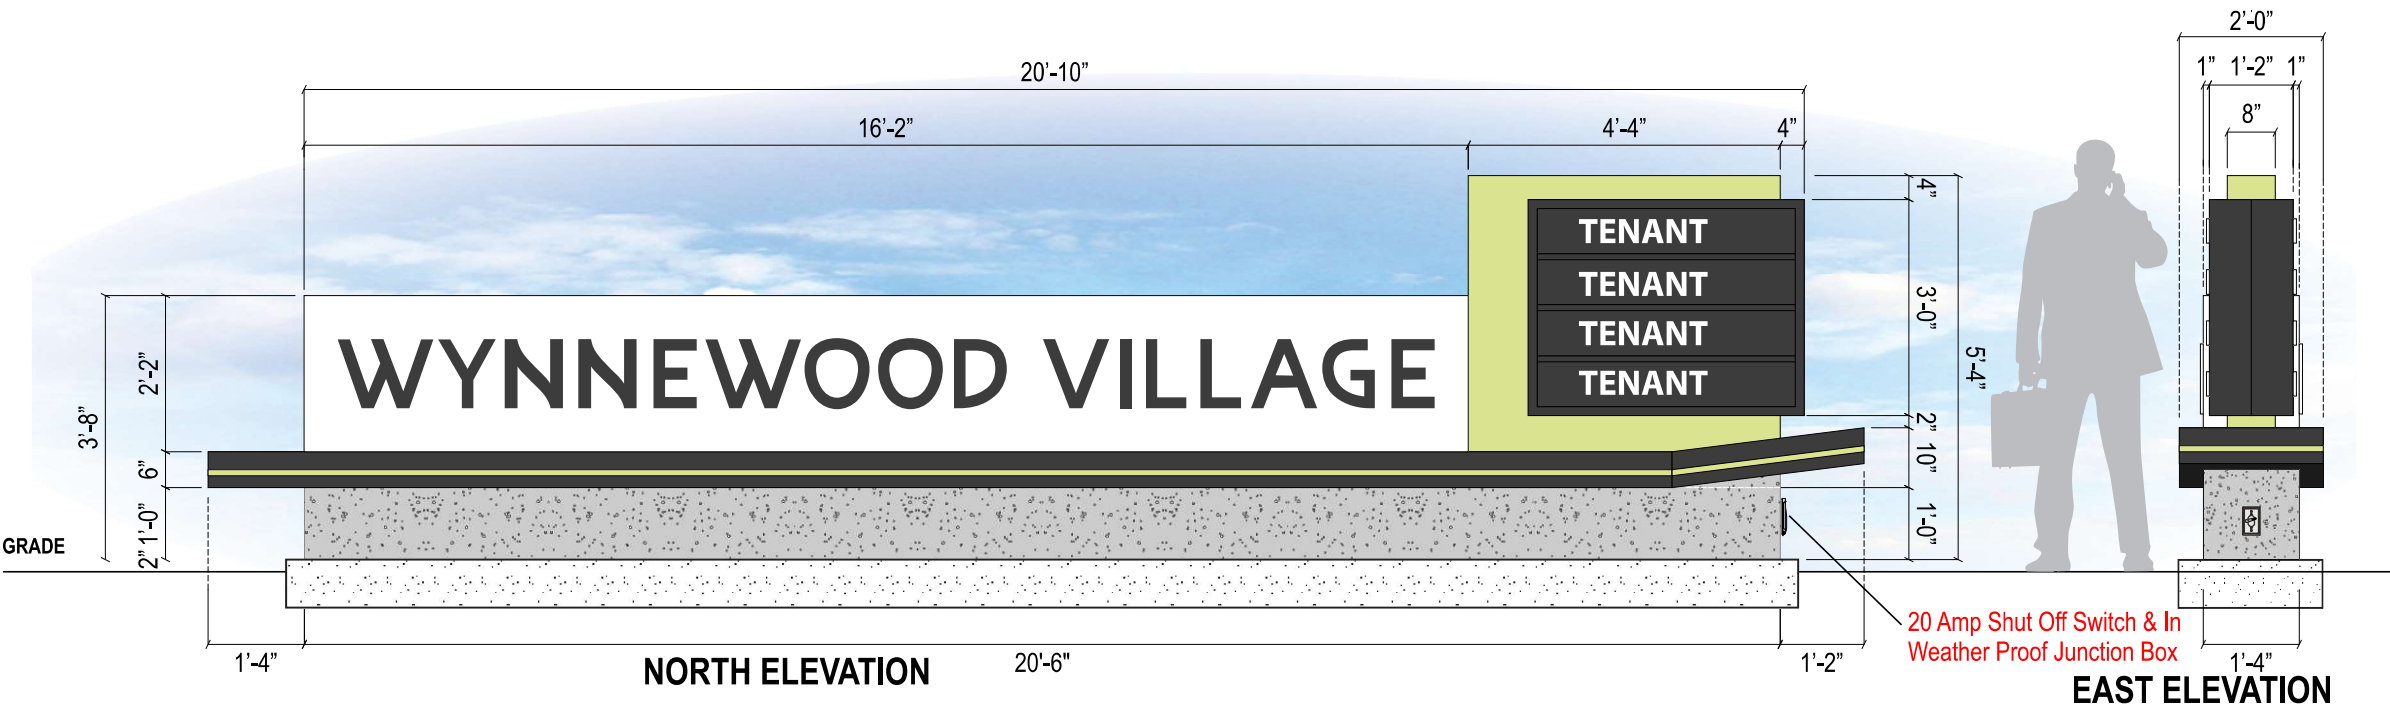 2’-0”
1” 1’-2” 1”
20’-10”
8”
16’-2” 4’-4” 4”
4”
TENANT
TENANT
TENANT
TENANT
3’-0”
5’-4”
WYNNEWOOD VILLAGE
2’-2”
3’-8”
2”
6”
10”
1’-0”
1’-0”
GRADE
2”
20 Amp Shut Off Switch & In
Weather Proof Junction Box
1’-4”
NORTH ELEVATION
20'-6"
1’-2”
1’-4”
EAST ELEVATION